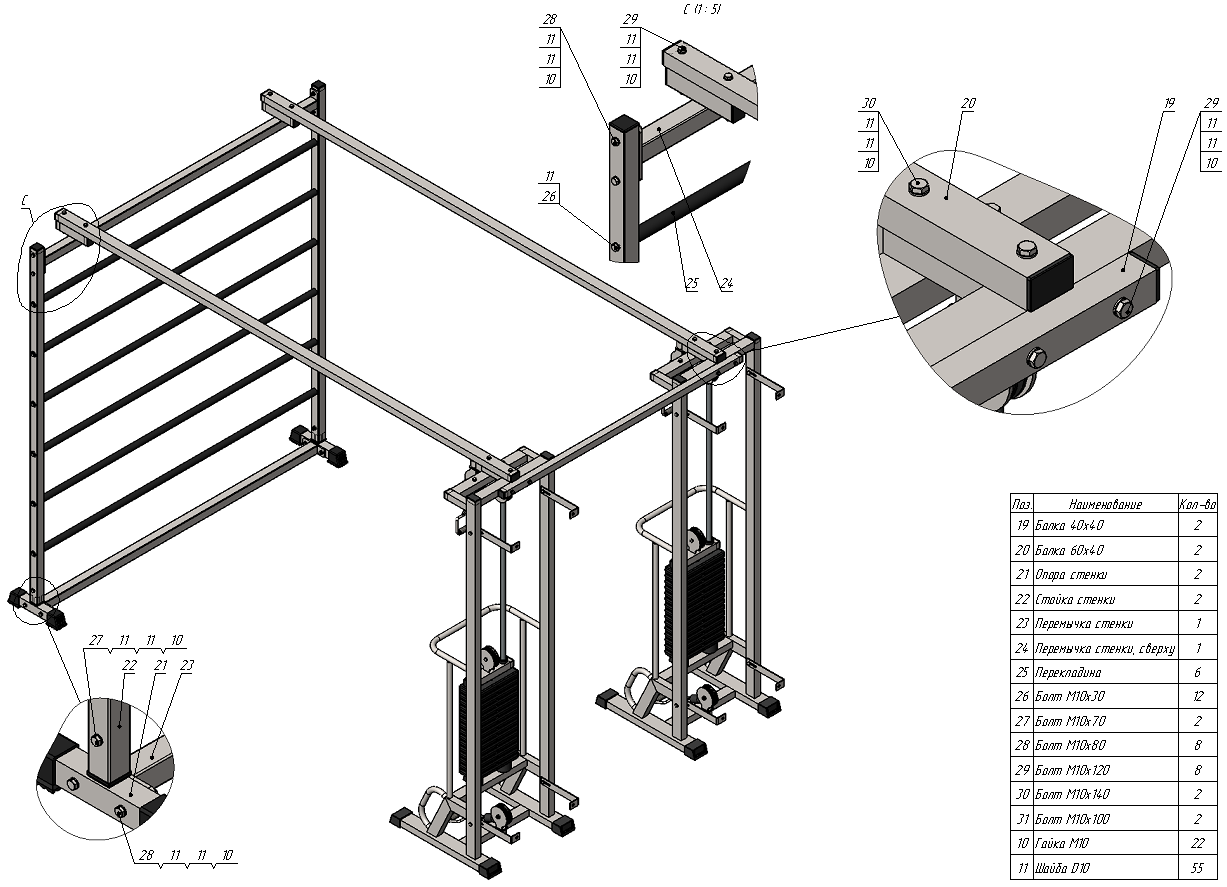 С (1 : 5)
28
11
11
10
29
11
11
10
11
26
25
24
30
11
11
10
20
19
29
11
11
10
С
27 11 11 10
22 21 23
28 11 11 10
Поз. Наименование Кол-во
19 Балка 40х40 2
20 Балка 60х40 2
21 Опора стенки 2
22 Стойка стенки 2
23 Перемычка стенки 1
24 Перемычка стенки, сверху 1
25 Перекладина 6
26 Болт М10х30 12
27 Болт М10х70 2
28 Болт М10х80 8
29 Болт М10х120 8
30 Болт М10х140 2
31 Болт М10х100 2
10 Гайка М10 22
11 Шайба D10 55